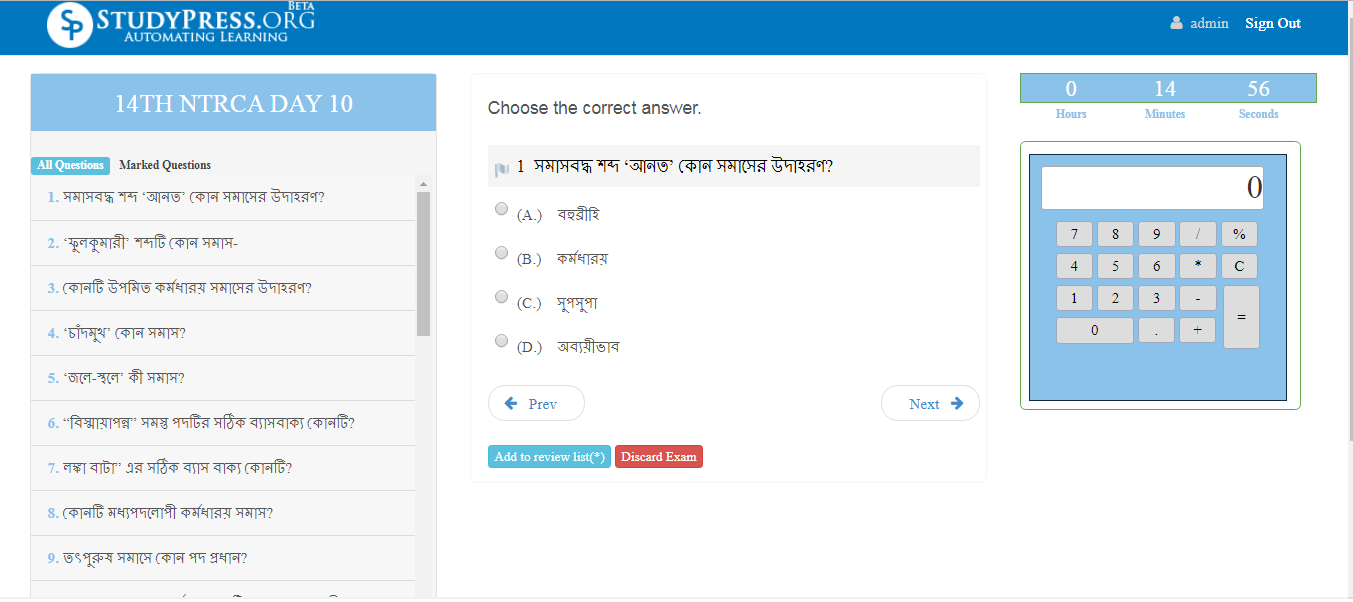 SP STUDYPRESS.ORG BETA
AUTOMATING LEARNING
admin Sign Out
14TH NTRCA DAY 10
All Questions Marked Questions
1. সমাসবদ্ধ শব্দ ‘আনত’ কোন সমাসের উদাহরণ?
2. ‘ফুলকুমারী’ শব্দটি কোন সমাস-
3. কোনটি উপমিত কর্মধারয় সমাসের উদাহরণ?
4. ‘চাঁদমুখ’ কোন সমাস?
5. ‘জলে-স্থলে’ কী সমাস?
6. “বিস্ময়াপন্ন” সমস্ত পদটির সঠিক ব্যাসবাক্য কোনটি?
7. লঙ্কা বাটা” এর সঠিক ব্যাস বাক্য কোনটি?
8. কোনটি মধ্যপদলোপী কর্মধারয় সমাস?
9. তৎপুরুষ সমাসে কোন পদ প্রধান?
Choose the correct answer.
1 সমাসবদ্ধ শব্দ ‘আনত’ কোন সমাসের উদাহরণ?
(A.) বহুব্রীহি
(B.) কর্মধারয়
(C.) সুপসুপা
(D.) অব্যয়ীভাব
Prev Next
Add to review list(*) Discard Exam
0 14 56
Hours Minutes Seconds
0
7 8 9 / %
4 5 6 * C
1 2 3 - =
0 . +